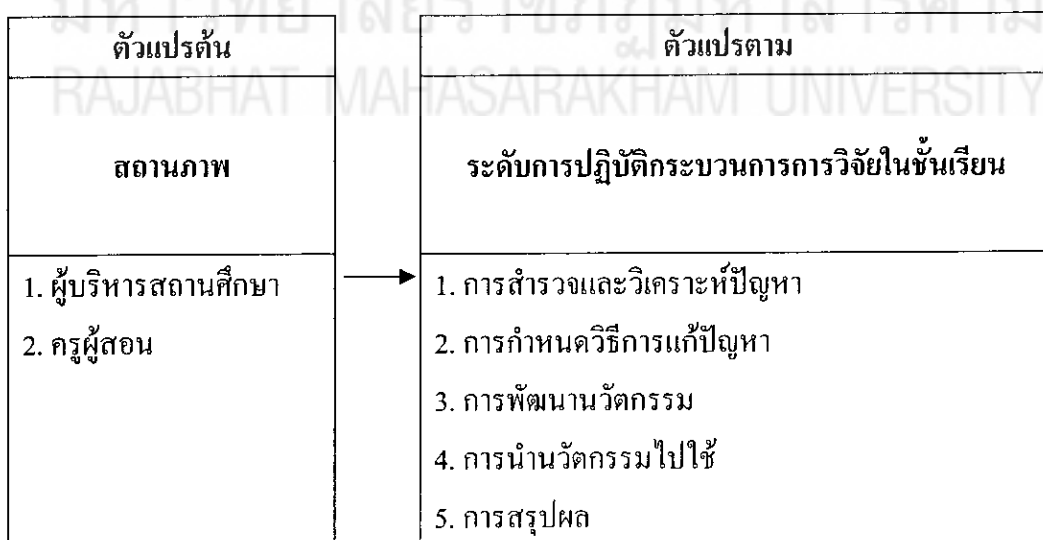 มหาวิทยาลัยราชภัฏมหาสารคาม
RAJABHAT MAHASARAKHAM UNIVERSITY
ตัวแปรต้น
สถานภาพ
1. ผู้บริหารสถานศึกษา
2. ครูผู้สอน
ตัวแปรตาม
ระดับการปฏิบัติกระบวนการการวิจัยในชั้นเรียน
1. การสำรวจและวิเคราะห์ปัญหา
2. การกำหนดวิธีการแก้ปัญหา
3. การพัฒนานวัตกรรม
4. การนำนวัตกรรมไปใช้
5. การสรุปผล